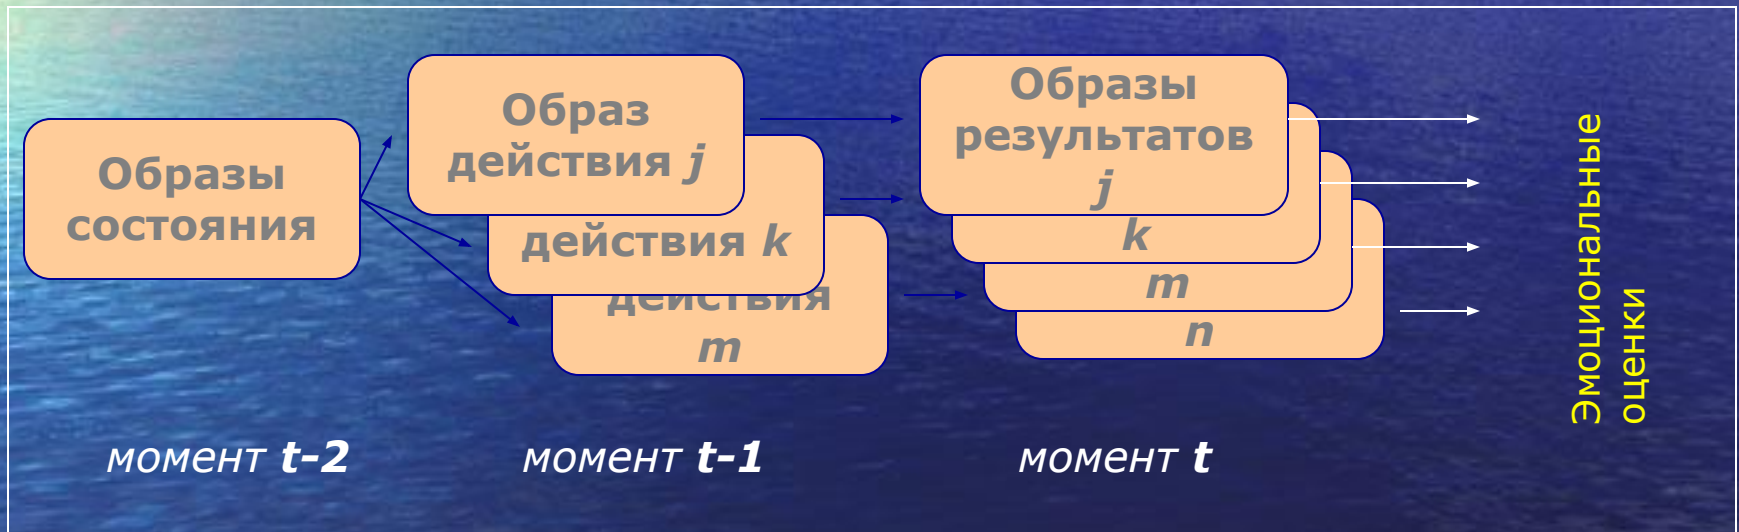 Образы
состояния
Образ
действия j
действия k
действия
m
Образы
результатов
j
k
m
n
Эмоциональные
оценки
момент t-2
момент t-1
момент t